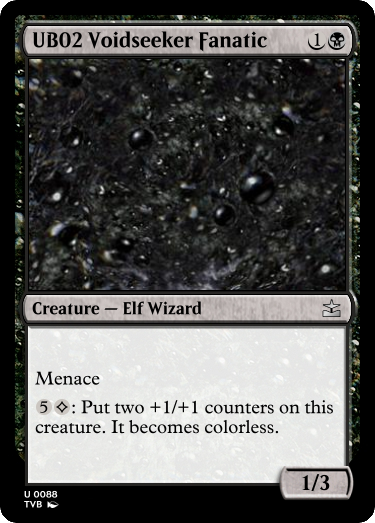 UB02 Voidseeker Fanatic 1
Creature — Elf Wizard
Menace
5 : Put two +1/+1 counters on this
creature. It becomes colorless.
1/3
U 0088
TVB